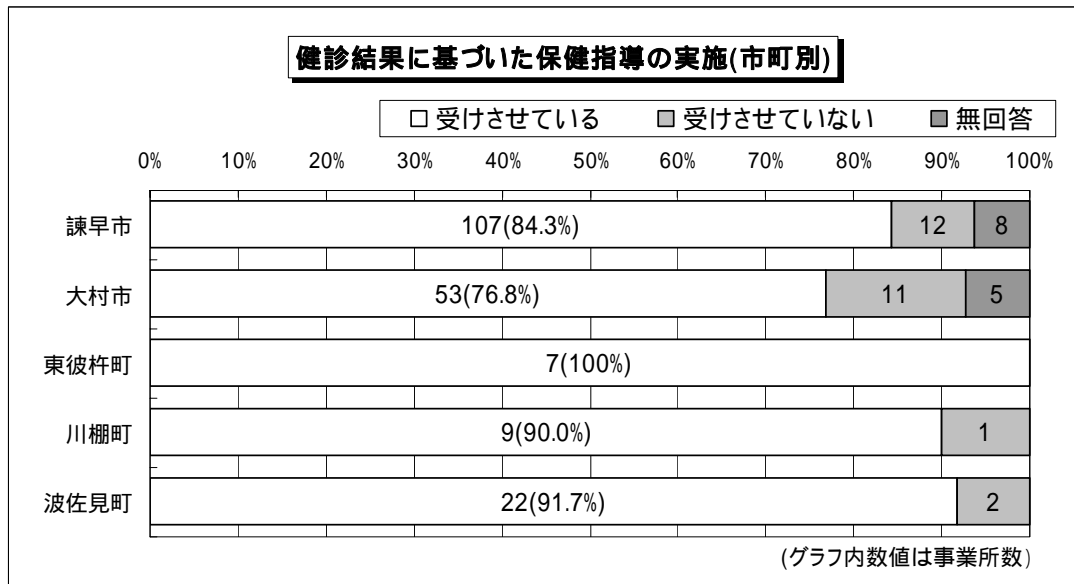 健診結果に基づいた保健指導の実施(市町別)
□ 受けさせている ■ 受けさせていない ■ 無回答
0% 10% 20% 30% 40% 50% 60% 70% 80% 90% 100%
諫早市 107(84.3%) 12 8
大村市 53(76.8%) 11 5
東彼杵町 7(100%)
川棚町 9(90.0%) 1
波佐見町 22(91.7%) 2
(グラフ内数値は事業所数)